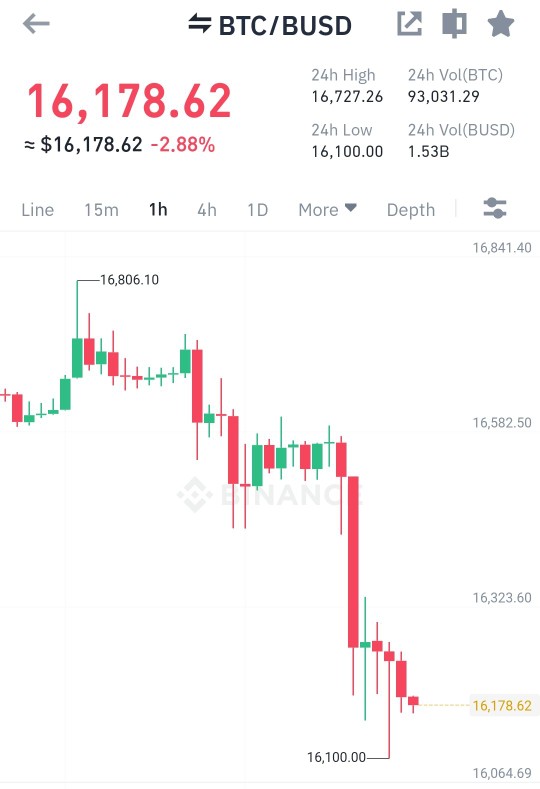 BTC/BUSD
16,178.62
≈ $16,178.62 -2.88%
24h High
16,727.26
24h Vol(BTC)
93,031.29
24h Low
16,100.00
24h Vol(BUSD)
1.53B
Line 15m 1h 4h 1D More Depth
16,841.40
16,806.10
16,582.50
BINANCE
16,323.60
16,178.62
16,100.00
16,064.69